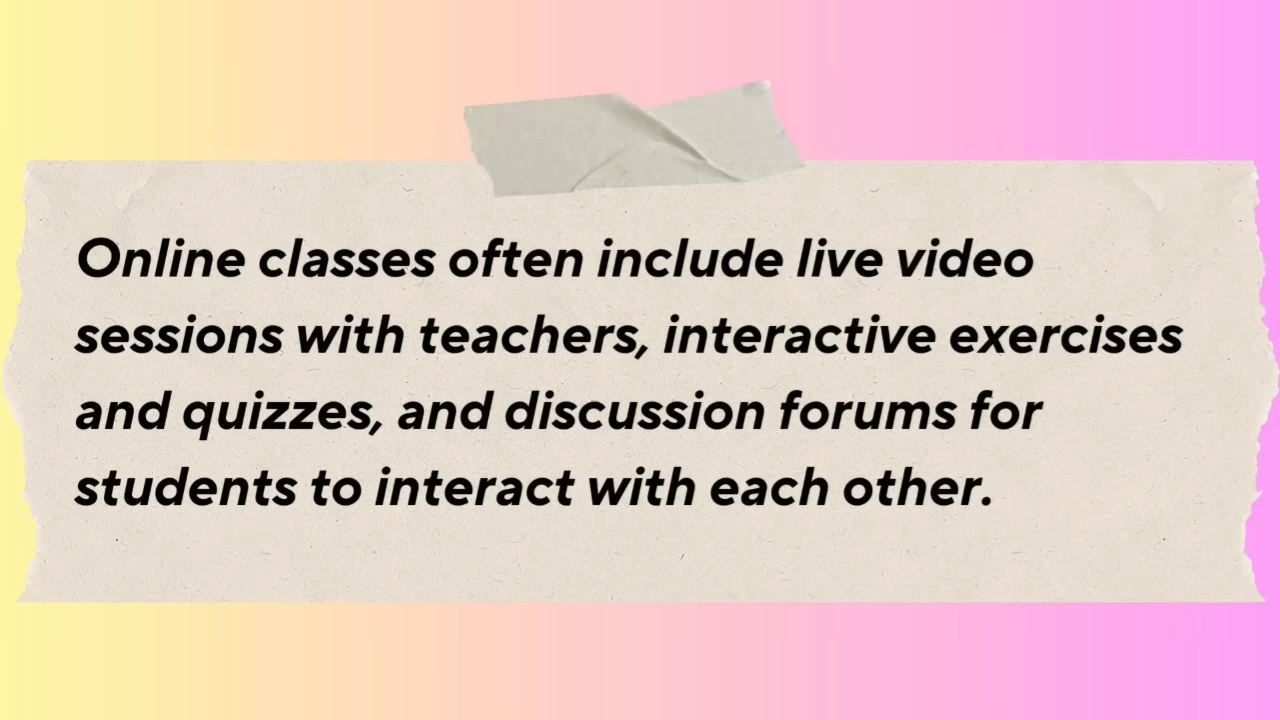 Online classes often include live video
sessions with teachers, interactive exercises
and quizzes, and discussion forums for
students to interact with each other.